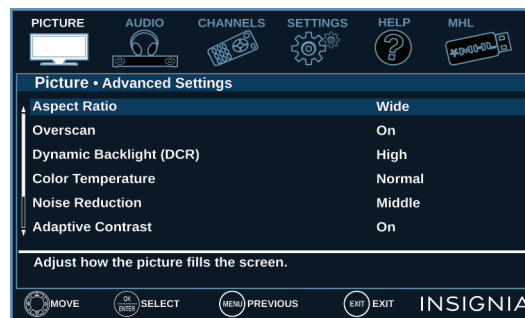 PICTURE AUDIO CHANNELS SETTINGS HELP MHL
MHL
Picture • Advanced Settings
Aspect Ratio Wide
Overscan On
Dynamic Backlight (DCR) High
Color Temperature Normal
Noise Reduction Middle
Adaptive Contrast On
Adjust how the picture fills the screen.
MOVE OK ENTER SELECT MENU PREVIOUS EXIT EXIT INSIGNIA